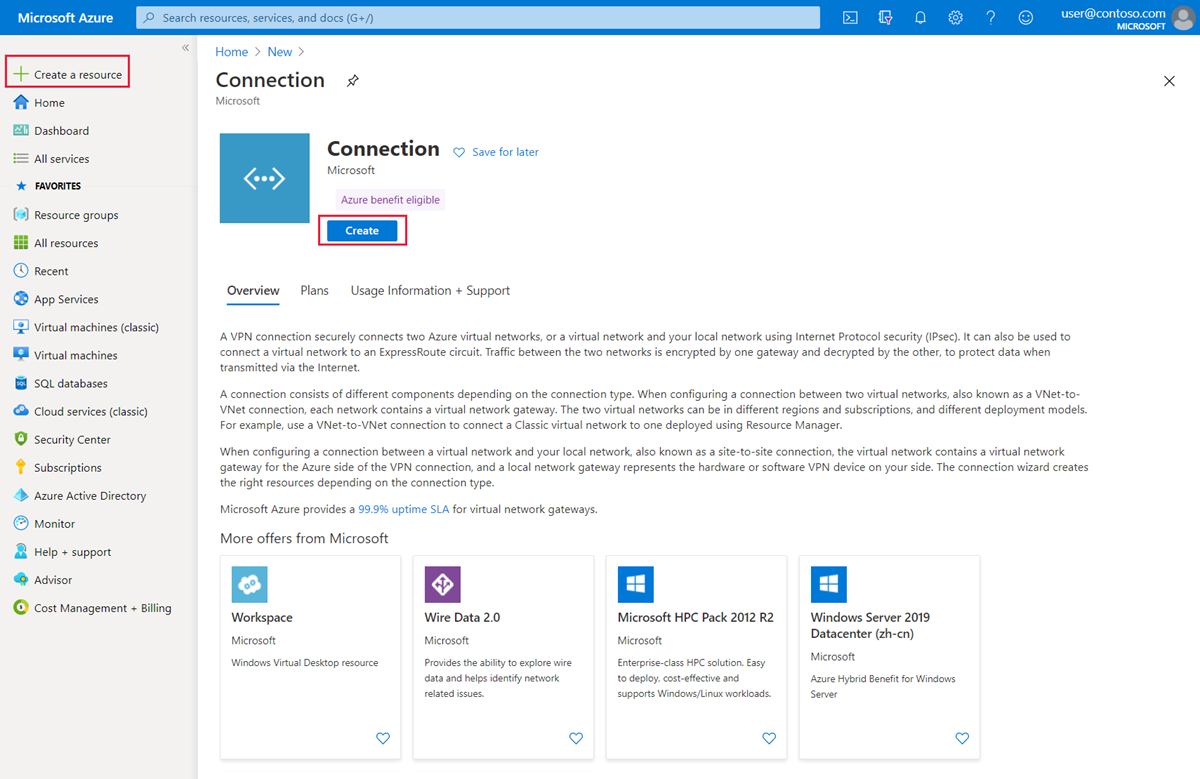 Microsoft Azure
Search resources, services, and docs (G+/)
user@contoso.com
MICROSOFT
Create a resource
Home
Dashboard
All services
FAVORITES
Resource groups
All resources
Recent
App Services
Virtual machines (classic)
Virtual machines
SQL databases
Cloud services (classic)
Security Center
Subscriptions
Azure Active Directory
Monitor
Help + support
Advisor
Cost Management + Billing
Home > New >
Connection
Microsoft
Connection
Save for later
Microsoft
Azure benefit eligible
Create
Overview Plans Usage Information + Support
A VPN connection securely connects two Azure virtual networks, or a virtual network and your local network using Internet Protocol security (IPsec). It can also be used to
connect a virtual network to an ExpressRoute circuit. Traffic between the two networks is encrypted by one gateway and decrypted by the other, to protect data when
transmitted via the Internet.
A connection consists of different components depending on the connection type. When configuring a connection between two virtual networks, also known as a VNet-to-
VNet connection, each network contains a virtual network gateway. The two virtual networks can be in different regions and subscriptions, and different deployment models.
For example, use a VNet-to-VNet connection to connect a Classic virtual network to one deployed using Resource Manager.
When configuring a connection between a virtual network and your local network, also known as a site-to-site connection, the virtual network contains a virtual network
gateway for the Azure side of the VPN connection, and a local network gateway represents the hardware or software VPN device on your side. The connection wizard creates
the right resources depending on the connection type.
Microsoft Azure provides a 99.9% uptime SLA for virtual network gateways.
More offers from Microsoft
Workspace
Microsoft
Windows Virtual Desktop resource
Wire Data 2.0
Microsoft
Provides the ability to explore wire
data and helps identify network
related issues.
Microsoft HPC Pack 2012 R2
Microsoft
Enterprise-class HPC solution. Easy
to deploy, cost-effective and
supports Windows/Linux workloads.
Windows Server 2019
Datacenter (zh-cn)
Microsoft
Azure Hybrid Benefit for Windows
Server